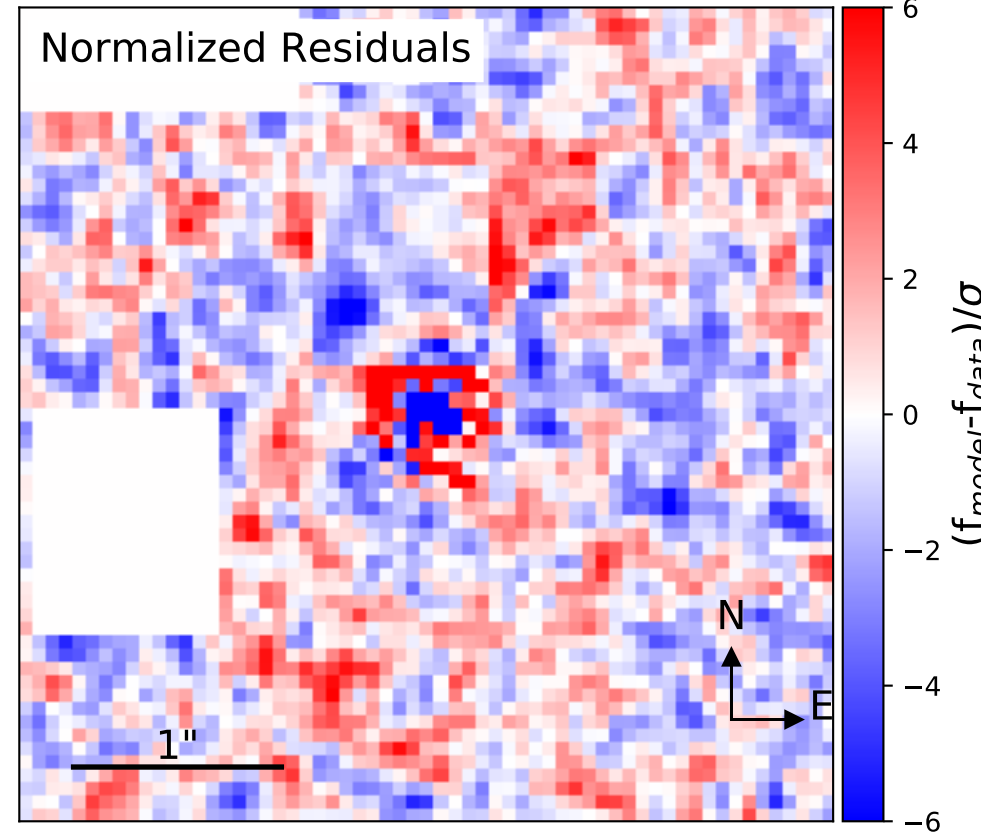 Normalized Residuals
6
4
2
0
−2
−4
−6
(f_model-f_data)/σ
N
E
1"